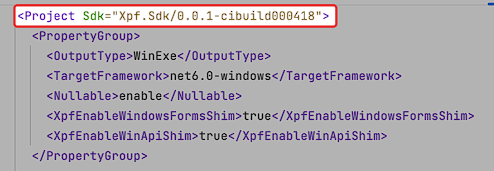 <Project Sdk="Xpf.Sdk/0.0.1-cibuild000418">
<PropertyGroup>
<OutputType>WinExe</OutputType>
<TargetFramework>net6.0-windows</TargetFramework>
<Nullable>enable</Nullable>
<XpfEnableWindowsFormsShim>true</XpfEnableWindowsFormsShim>
<XpfEnableWinApiShim>true</XpfEnableWinApiShim>
</PropertyGroup>